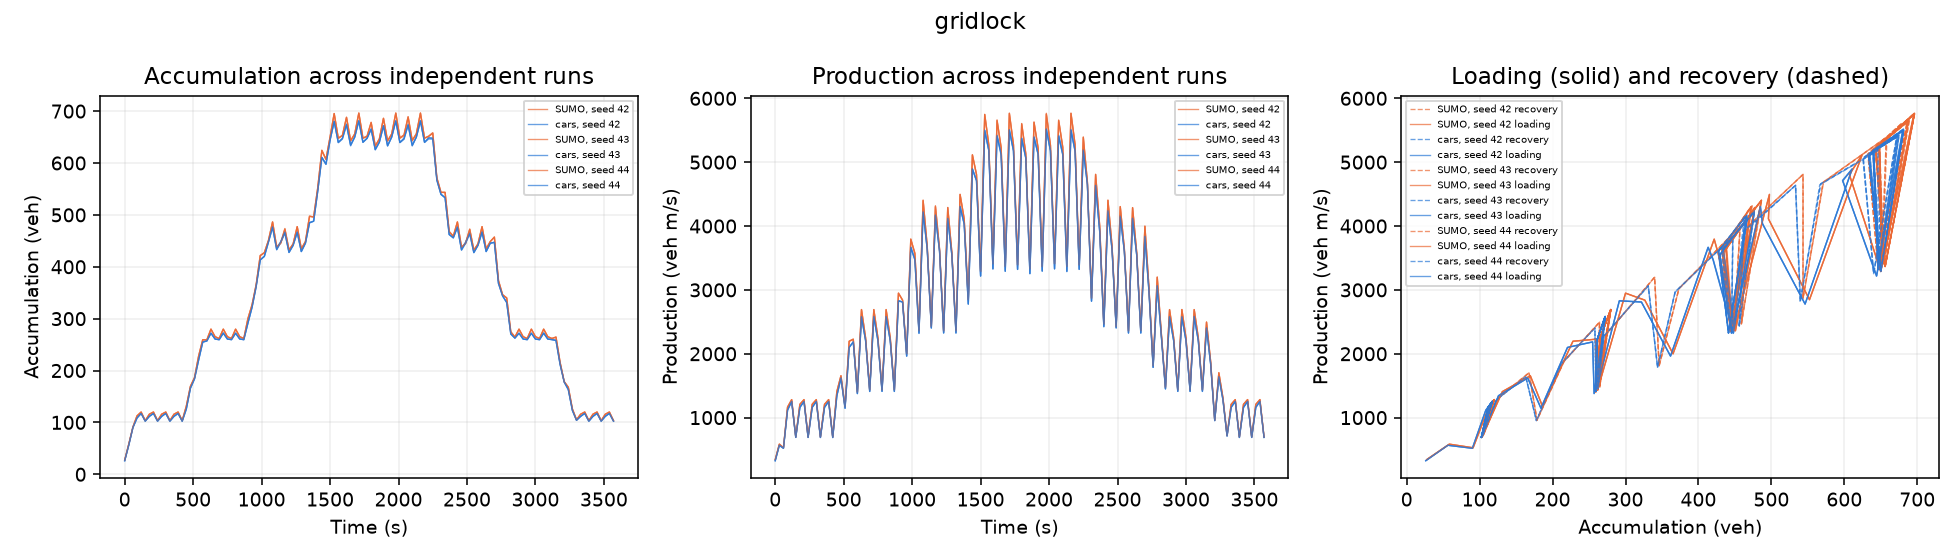 gridlock
Accumulation across independent runs
Accumulation (veh)
700
600
500
400
300
200
100
0
0 500 1000 1500 2000 2500 3000 3500
Time (s)
SUMO, seed 42
cars, seed 42
SUMO, seed 43
cars, seed 43
SUMO, seed 44
cars, seed 44
Production across independent runs
Production (veh m/s)
6000
5000
4000
3000
2000
1000
0 500 1000 1500 2000 2500 3000 3500
Time (s)
SUMO, seed 42
cars, seed 42
SUMO, seed 43
cars, seed 43
SUMO, seed 44
cars, seed 44
Loading (solid) and recovery (dashed)
Production (veh m/s)
6000
5000
4000
3000
2000
1000
0 100 200 300 400 500 600 700
Accumulation (veh)
SUMO, seed 42 recovery
SUMO, seed 42 loading
cars, seed 42 recovery
cars, seed 42 loading
SUMO, seed 43 recovery
SUMO, seed 43 loading
cars, seed 43 recovery
cars, seed 43 loading
SUMO, seed 44 recovery
SUMO, seed 44 loading
cars, seed 44 recovery
cars, seed 44 loading